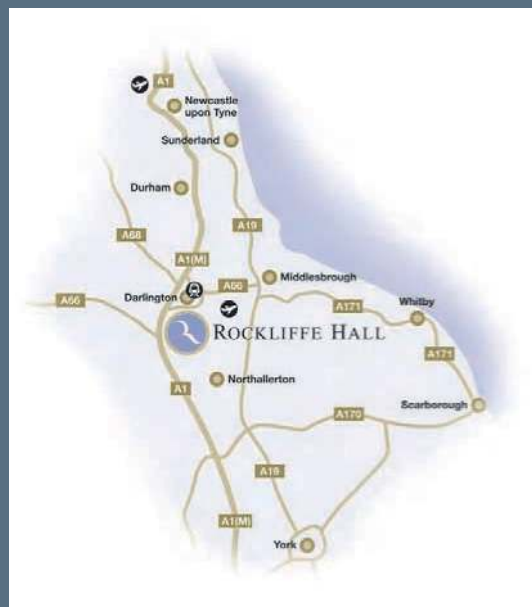 A1
Newcastle
upon Tyne
Sunderland
Durham
A19
A68
A1(M)
A66
Middlesbrough
Darlington
A66
A171
Whitby
ROCKLIFFE HALL
A171
A1
Northallerton
Scarborough
A170
A19
A1(M)
York